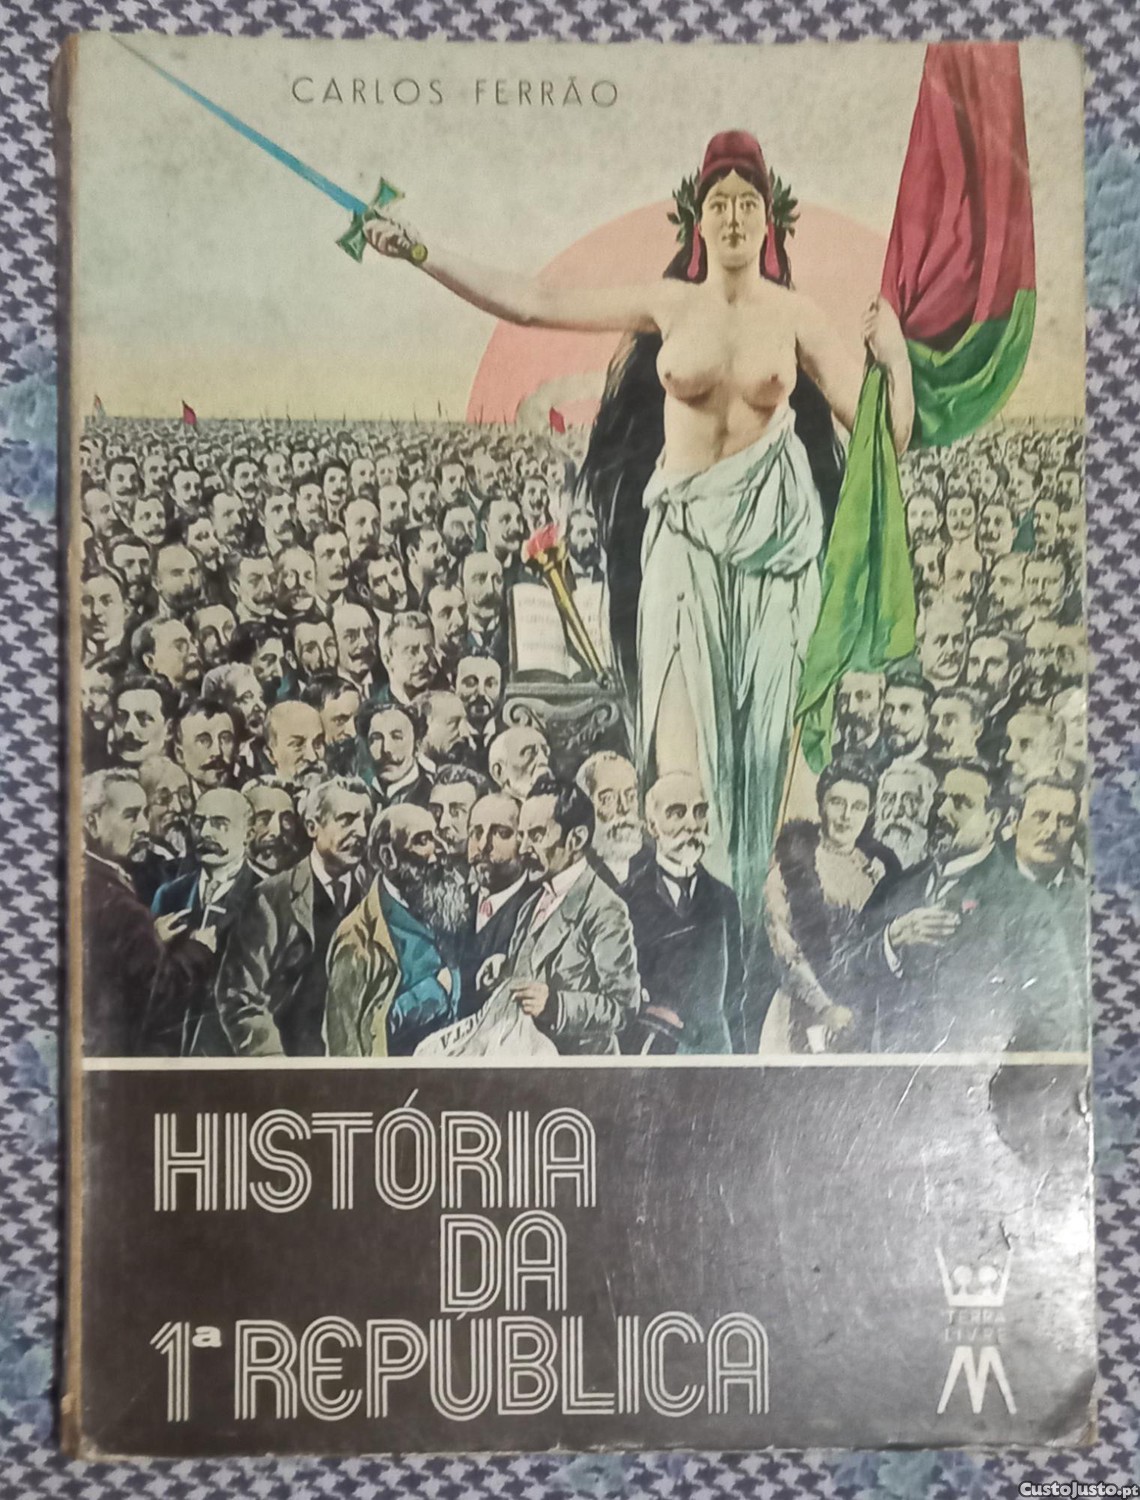 CARLOS FERRÃO
HISTÓRIA
DA
1ª REPÚBLICA
TERRA
LIVRE
M
CustoJusto.pt